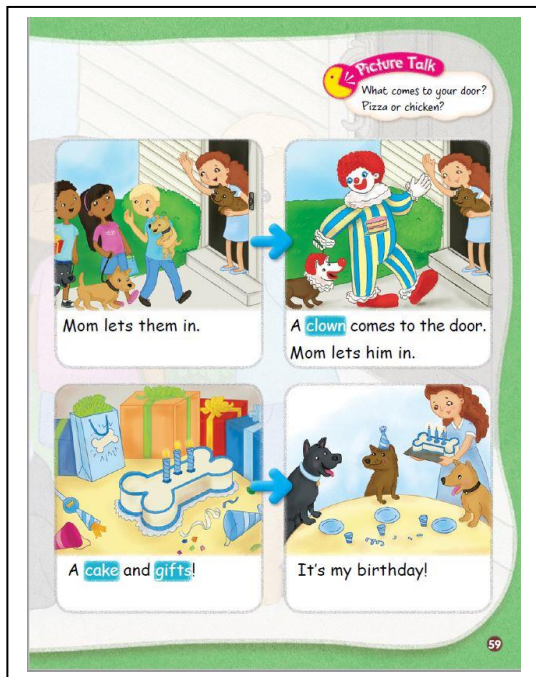 Picture Talk
What comes to your door?
Pizza or chicken?
Mom lets them in.
A clown comes to the door.
Mom lets him in.
A cake and gifts!
It's my birthday!
59